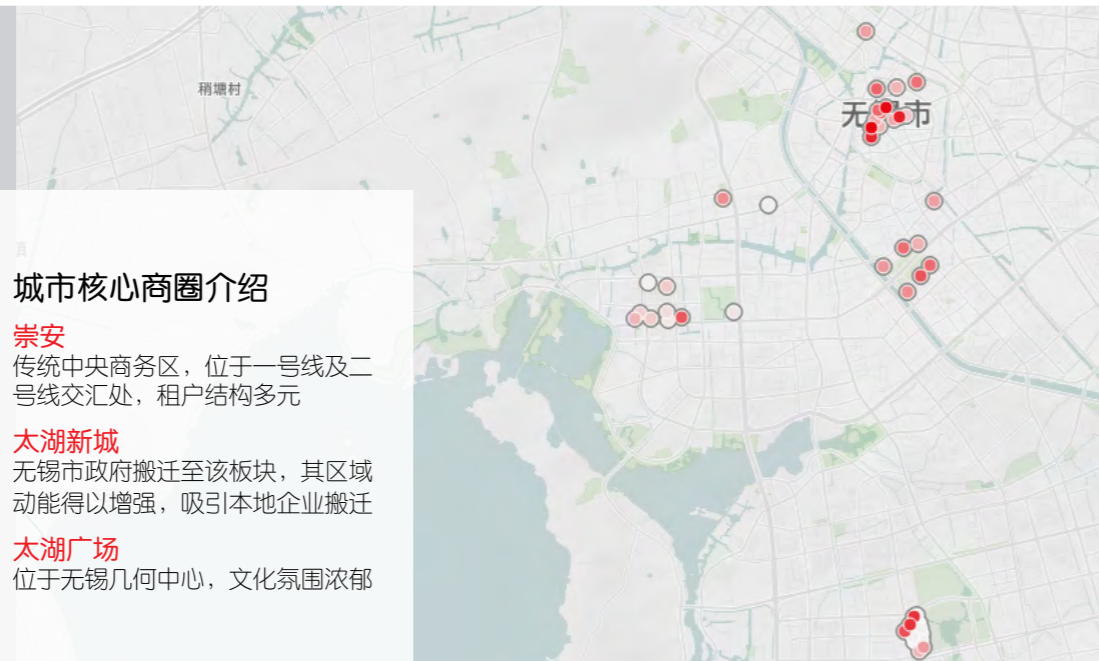 稍塘村
无锡市
城市核心商圈介绍
崇安
传统中央商务区，位于一号线及二
号线交汇处，租户结构多元
太湖新城
无锡市政府搬迁至该板块，其区域
动能得以增强，吸引本地企业搬迁
太湖广场
位于无锡几何中心，文化氛围浓郁